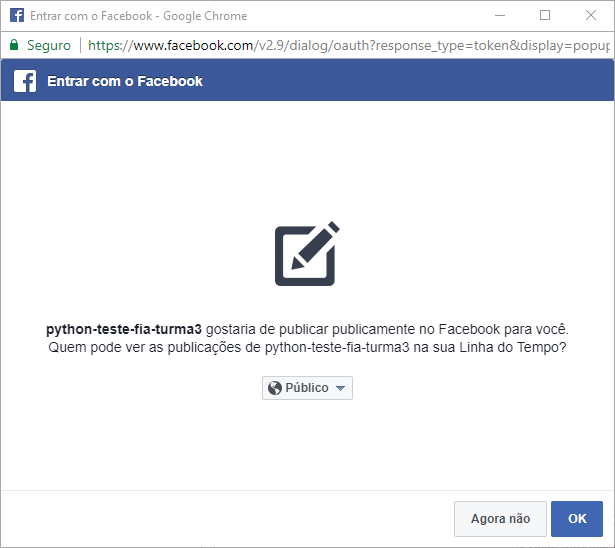 Entrar com o Facebook - Google Chrome
Seguro https://www.facebook.com/v2.9/dialog/oauth?response_type=token&display=popup
Entrar com o Facebook
python-teste-fia-turma3 gostaria de publicar publicamente no Facebook para você.
Quem pode ver as publicações de python-teste-fia-turma3 na sua Linha do Tempo?
Público
Agora não OK